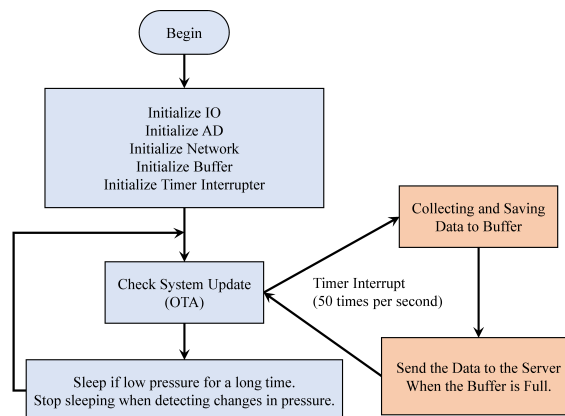 Begin
Initialize IO
Initialize AD
Initialize Network
Initialize Buffer
Initialize Timer Interrupter
Collecting and Saving
Data to Buffer
Check System Update
(OTA)
Timer Interrupt
(50 times per second)
Sleep if low pressure for a long time.
Stop sleeping when detecting changes in pressure.
Send the Data to the Server
When the Buffer is Full.